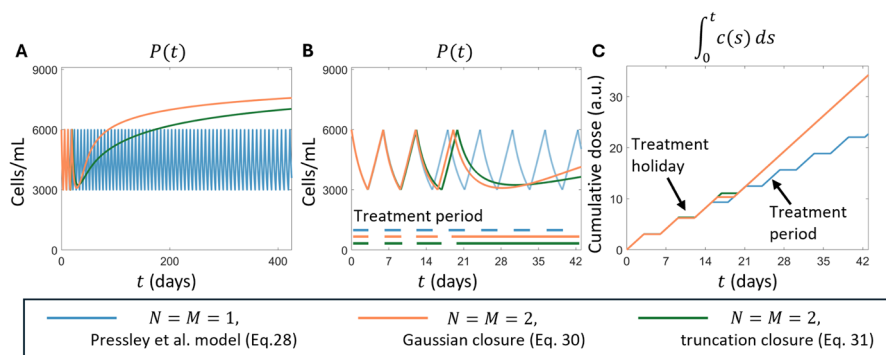 A
P(t)
9000
6000
3000
0
Cells/mL
0
200
400
t (days)
B
P(t)
9000
6000
3000
0
Cells/mL
Treatment period
0
7
14
21
28
35
42
t (days)
C
∫₀ᵗ c(s) ds
30
20
10
0
Cumulative dose (a.u.)
Treatment
holiday
Treatment
period
0
7
14
21
28
35
42
t (days)
N = M = 1,
Pressley et al. model (Eq.28)
N = M = 2,
Gaussian closure (Eq. 30)
N = M = 2,
truncation closure (Eq. 31)